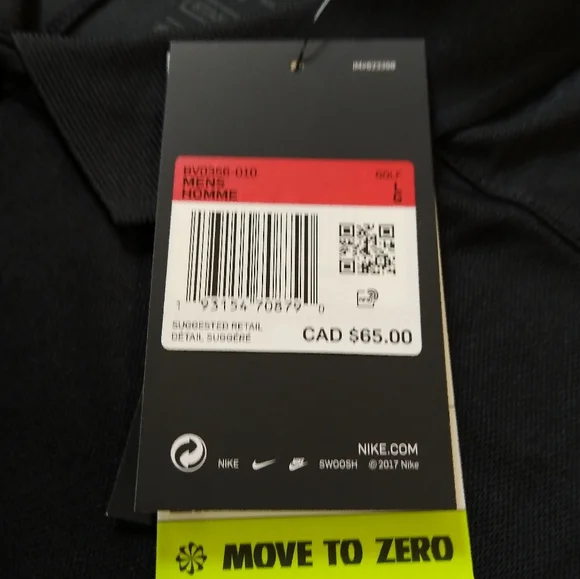 BV0356-010
GOLF
MENS
L
HOMME
G
1 93154 70879 0
SUGGESTED RETAIL
DÉTAIL SUGGÉRÉ
CAD $65.00
NIKE.COM
NIKE
SWOOSH
© 2017 Nike
MOVE TO ZERO